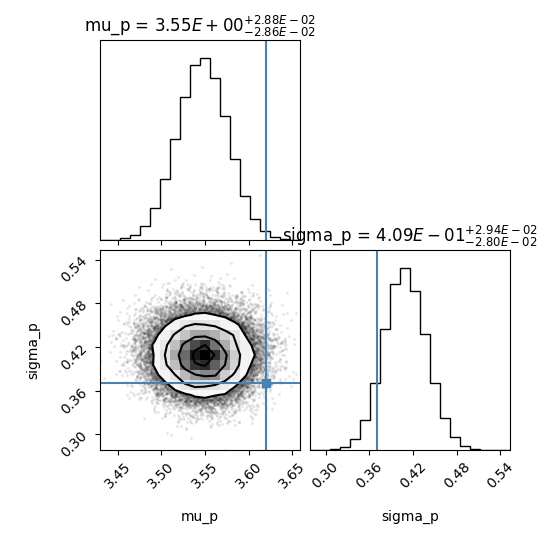 mu_p = 3.55E+00+2.88E-02 -2.86E-02
sigma_p = 4.09E-01+2.94E-02 -2.80E-02
sigma_p
0.54
0.48
0.42
0.36
0.30
3.45 3.50 3.55 3.60 3.65
mu_p
0.30 0.36 0.42 0.48 0.54
sigma_p